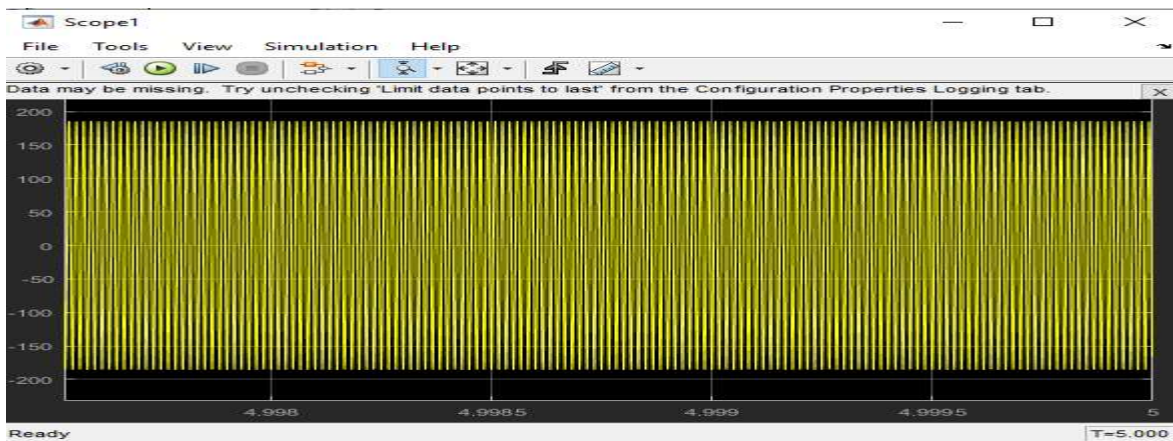 Scope1
File Tools View Simulation Help
Data may be missing. Try unchecking 'Limit data points to last' from the Configuration Properties Logging tab.
200
150
100
50
0
-50
-100
-150
-200
4.998 4.9985 4.999 4.9995 5
Ready T=5.000